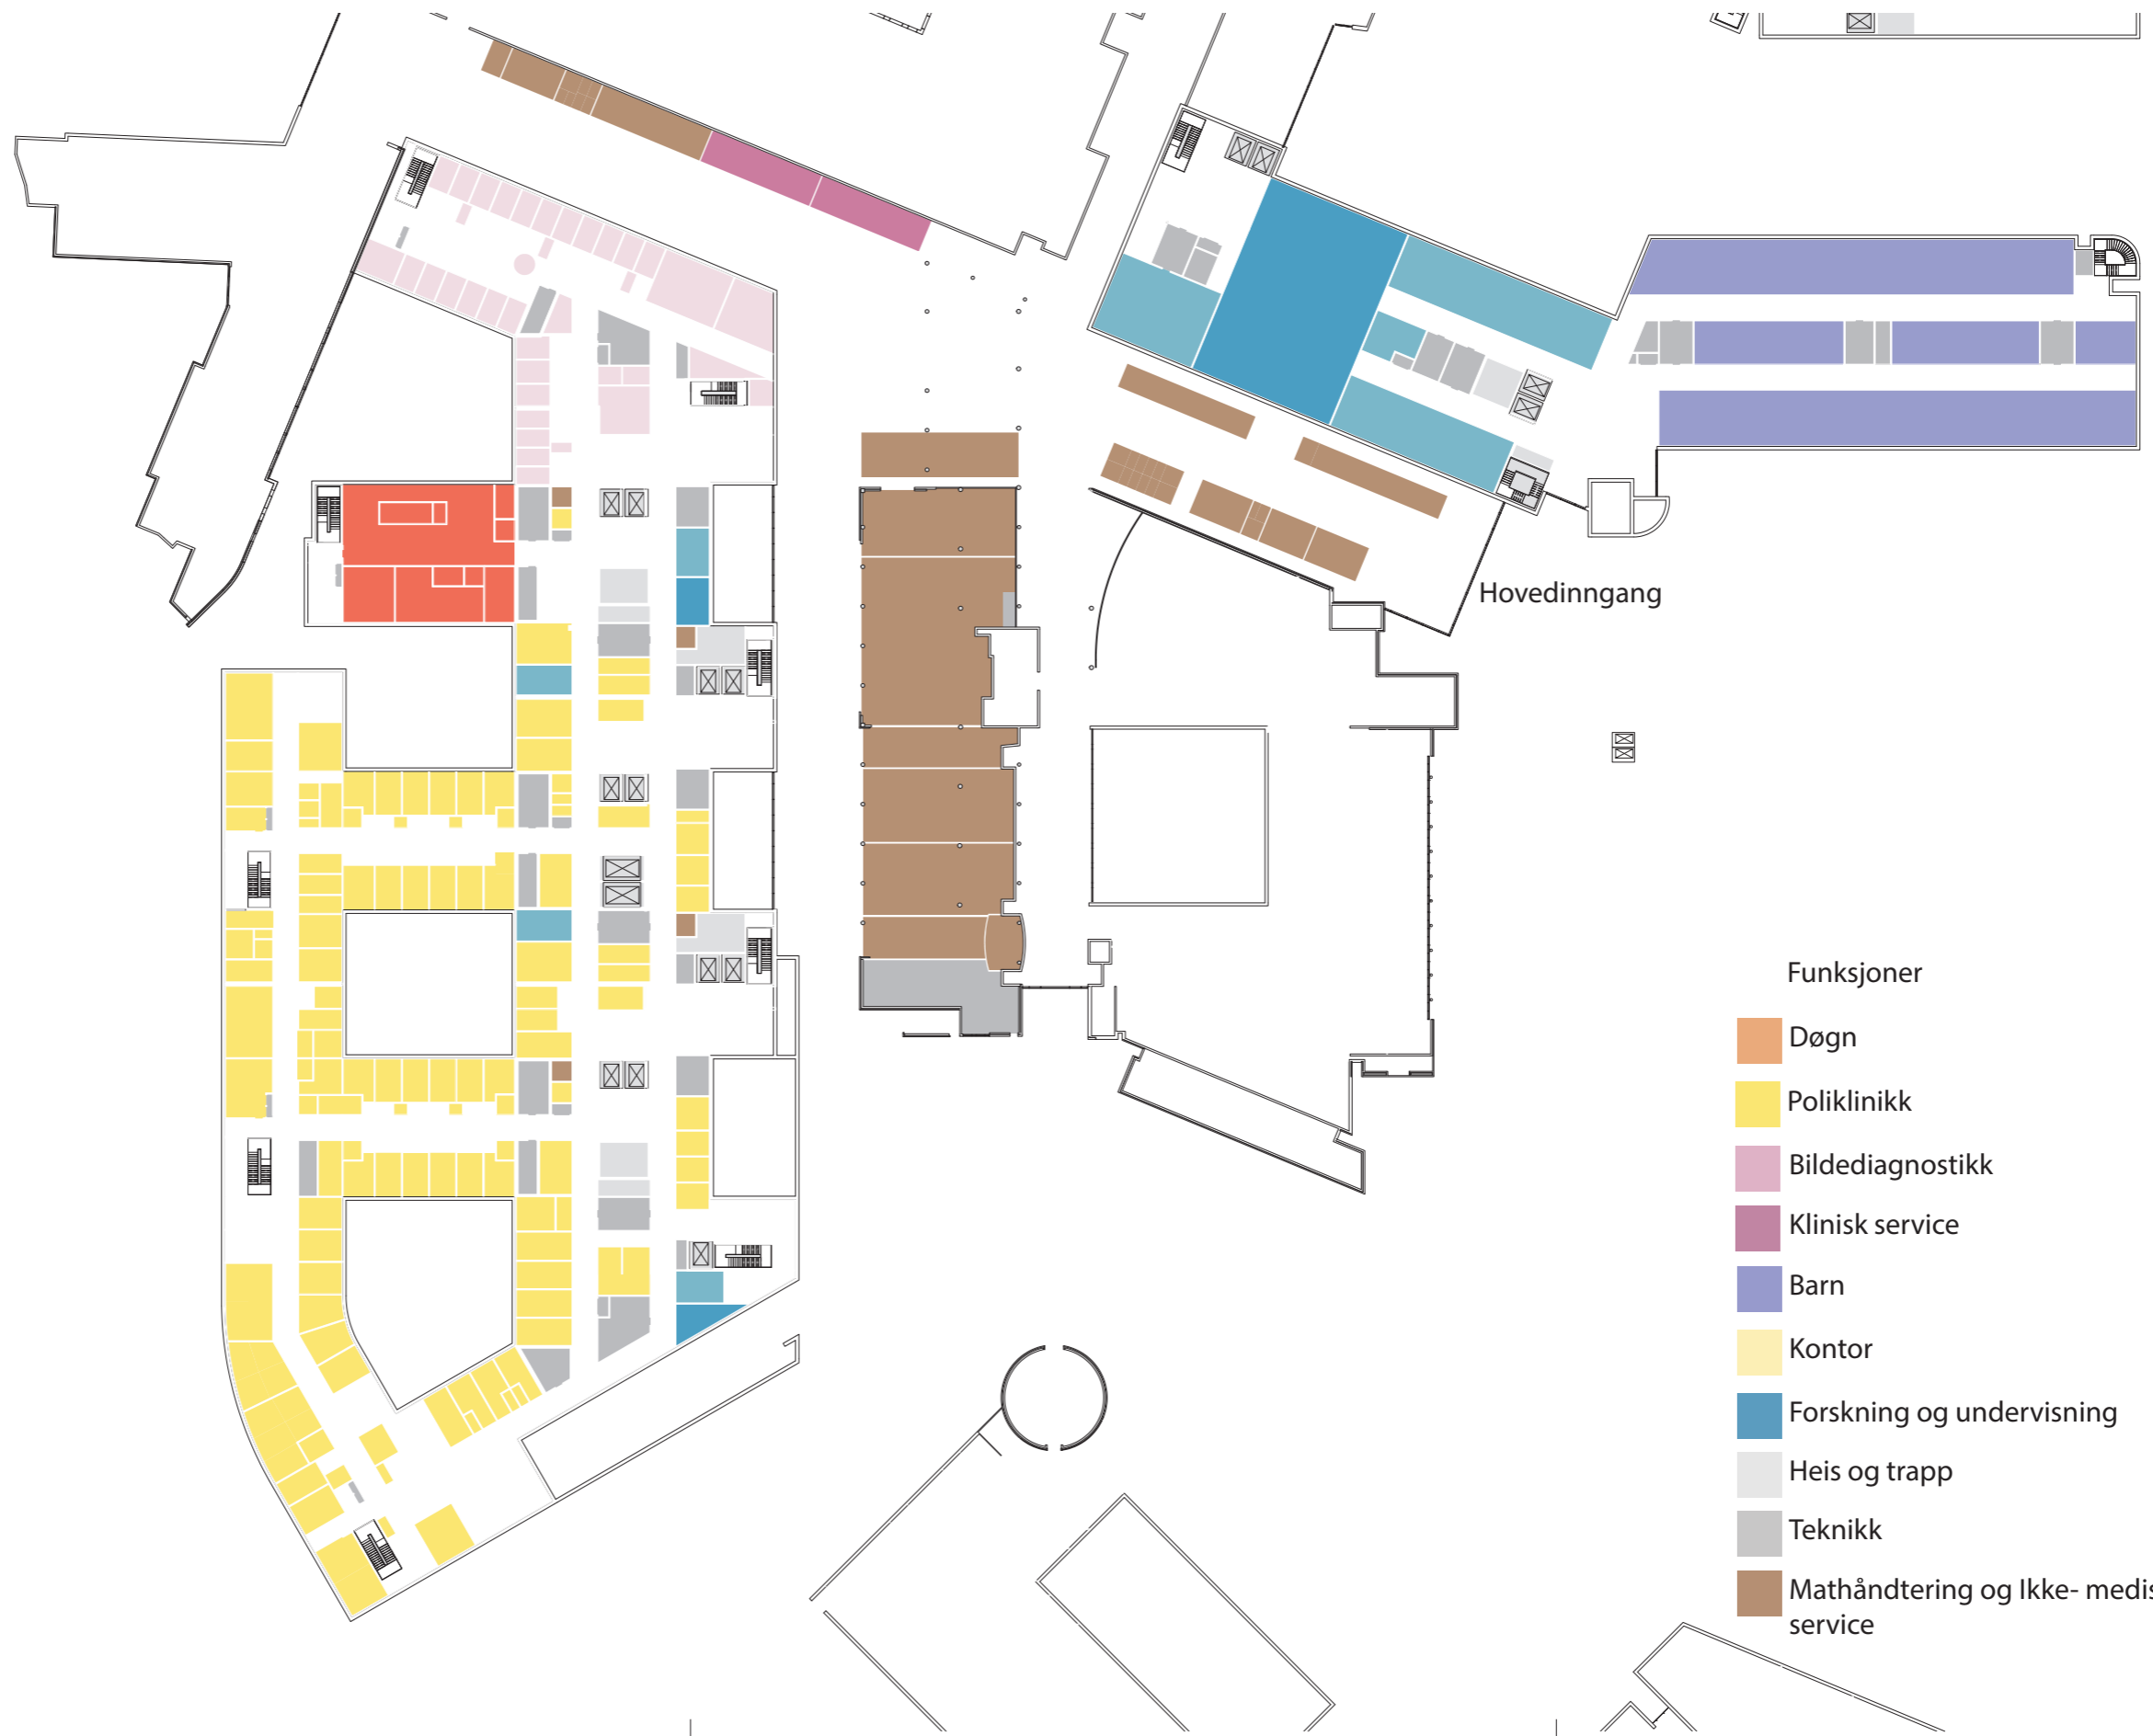 Hovedinngang
Funksjoner
Døgn
Poliklinikk
Bildediagnostikk
Klinisk service
Barn
Kontor
Forskning og undervisning
Heis og trapp
Teknikk
Mathåndtering og Ikke- medis
service